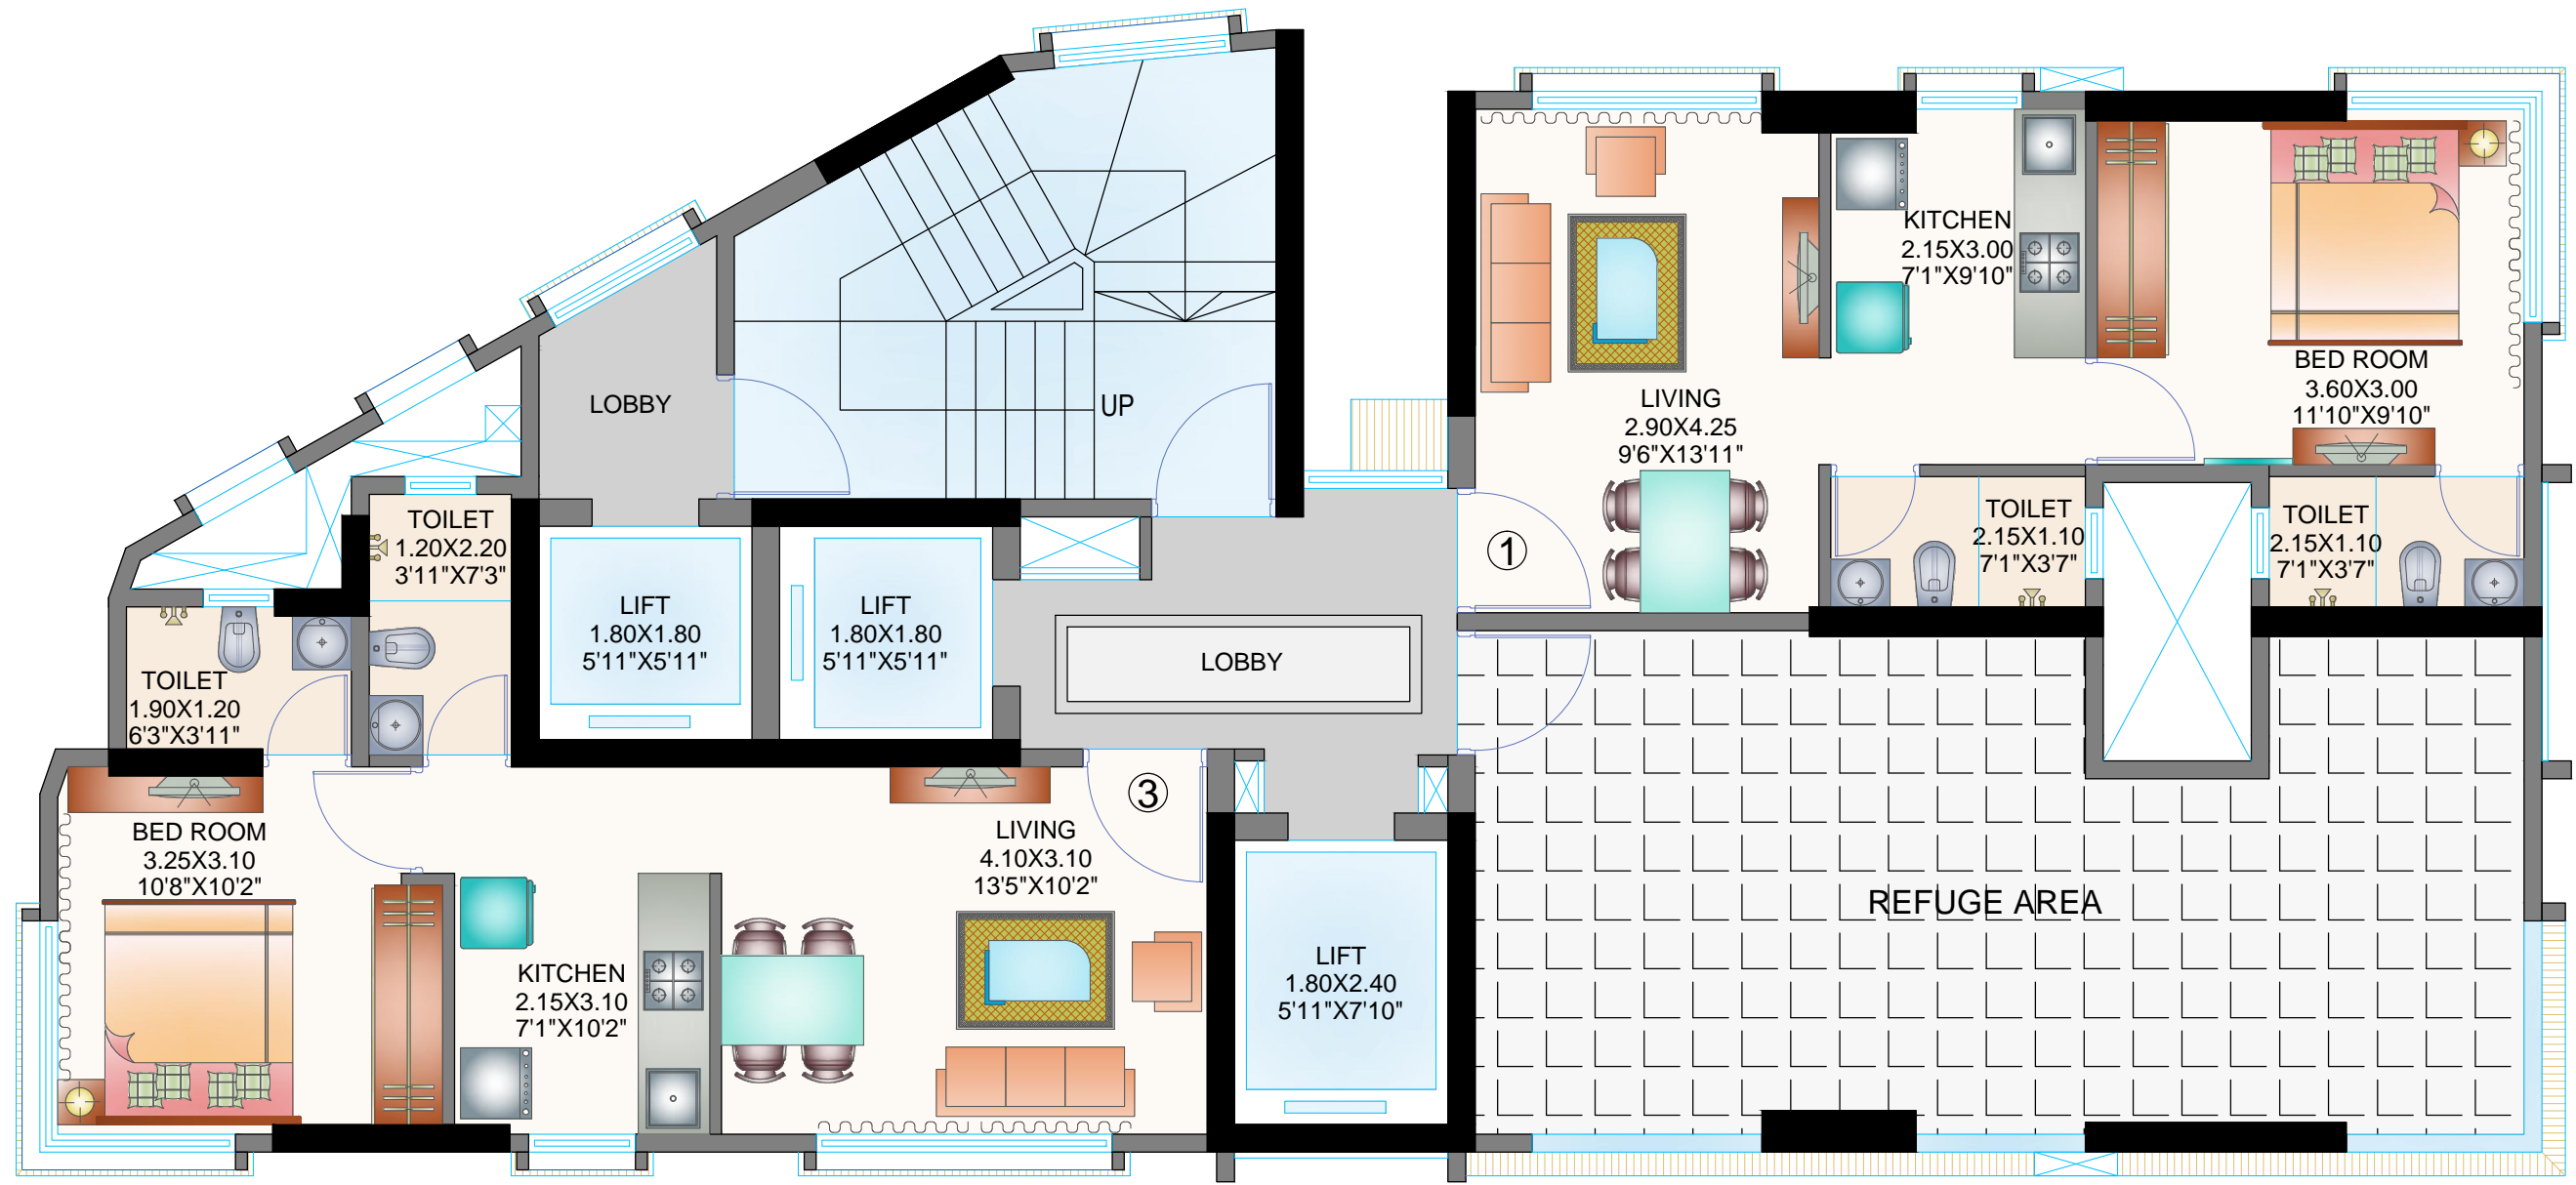 KITCHEN
2.15X3.00
7'1"X9'10"
BED ROOM
3.60X3.00
11'10"X9'10"
LIVING
2.90X4.25
9'6"X13'11"
LOBBY
UP
TOILET
1.20X2.20
3'11"X7'3"
TOILET
2.15X1.10
7'1"X3'7"
TOILET
2.15X1.10
7'1"X3'7"
1
LIFT
1.80X1.80
5'11"X5'11"
LIFT
1.80X1.80
5'11"X5'11"
LOBBY
TOILET
1.90X1.20
6'3"X3'11"
3
BED ROOM
3.25X3.10
10'8"X10'2"
LIVING
4.10X3.10
13'5"X10'2"
REFUGE AREA
KITCHEN
2.15X3.10
7'1"X10'2"
LIFT
1.80X2.40
5'11"X7'10"